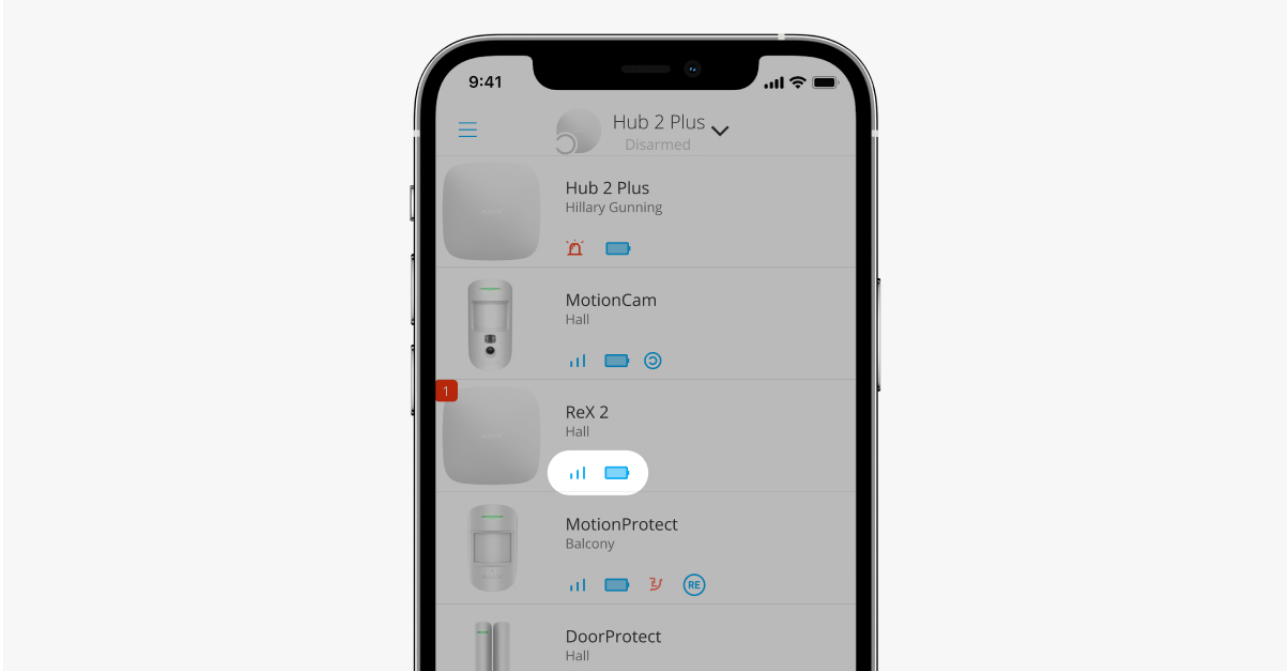 9:41
Hub 2 Plus
Disarmed
Hub 2 Plus
Hillary Gunning
MotionCam
Hall
1
ReX 2
Hall
MotionProtect
Balcony
RE
DoorProtect
Hall